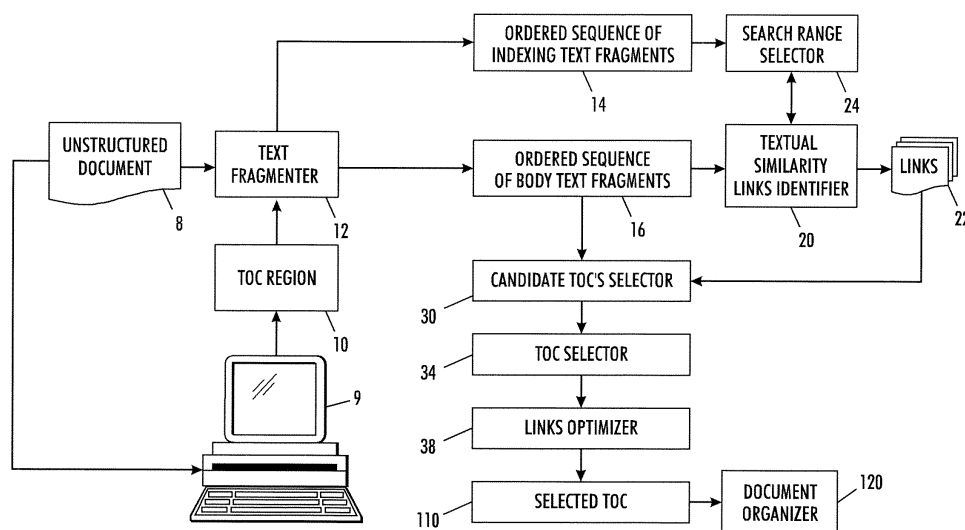 ORDERED SEQUENCE OF
INDEXING TEXT FRAGMENTS
14
SEARCH RANGE
SELECTOR
24
UNSTRUCTURED
DOCUMENT
8
TEXT
FRAGMENTER
12
ORDERED SEQUENCE
OF BODY TEXT FRAGMENTS
16
TEXTUAL
SIMILARITY
LINKS IDENTIFIER
20
LINKS
22
TOC REGION
10
CANDIDATE TOC'S SELECTOR
30
TOC SELECTOR
34
9
LINKS OPTIMIZER
38
SELECTED TOC
110
DOCUMENT
ORGANIZER
120